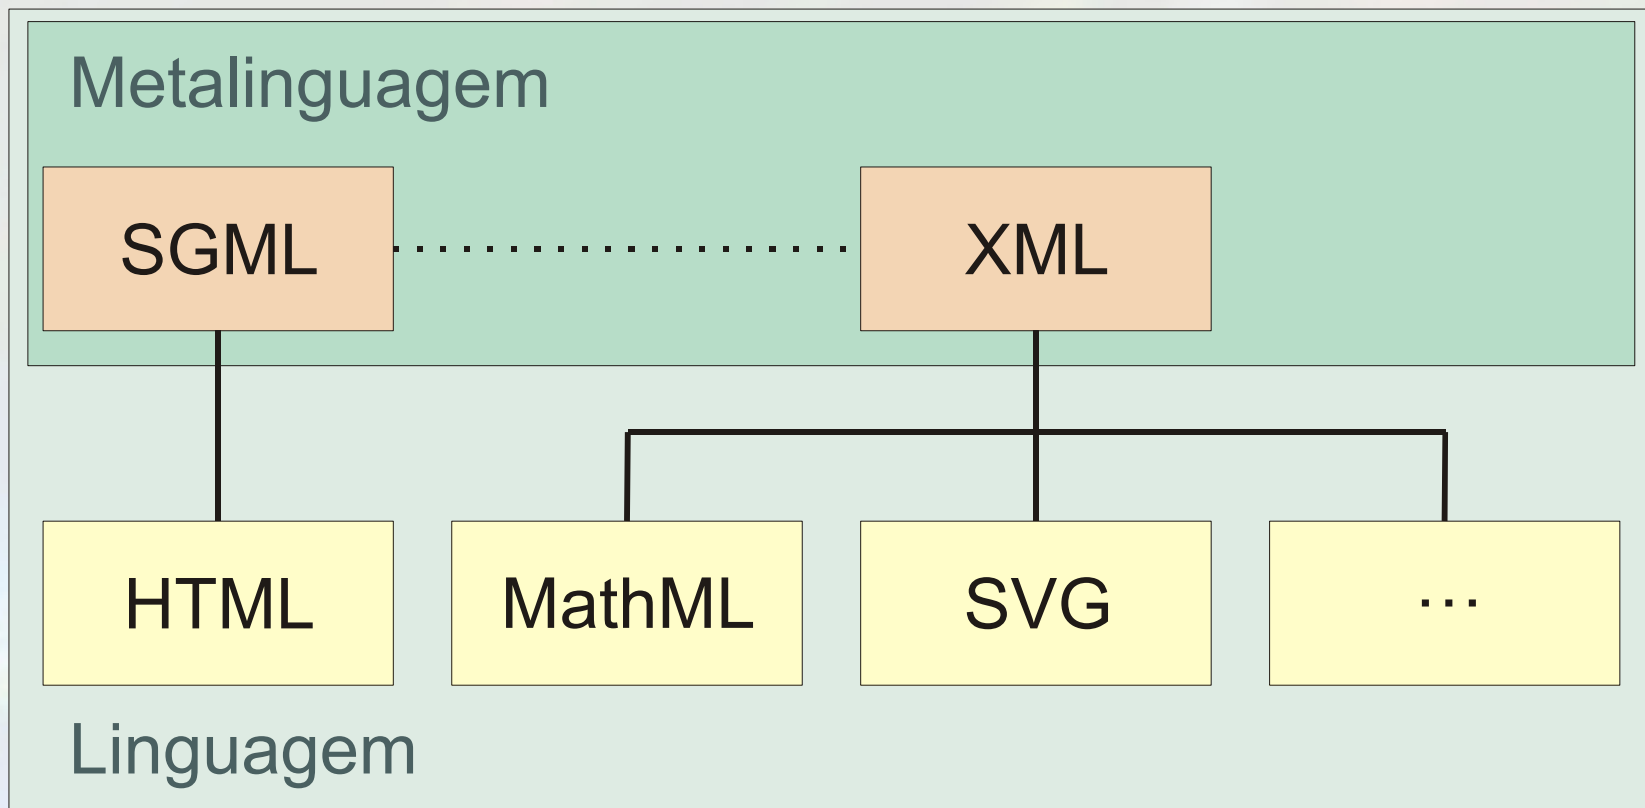 Metalinguagem
SGML
XML
HTML
MathML
SVG
...
Linguagem